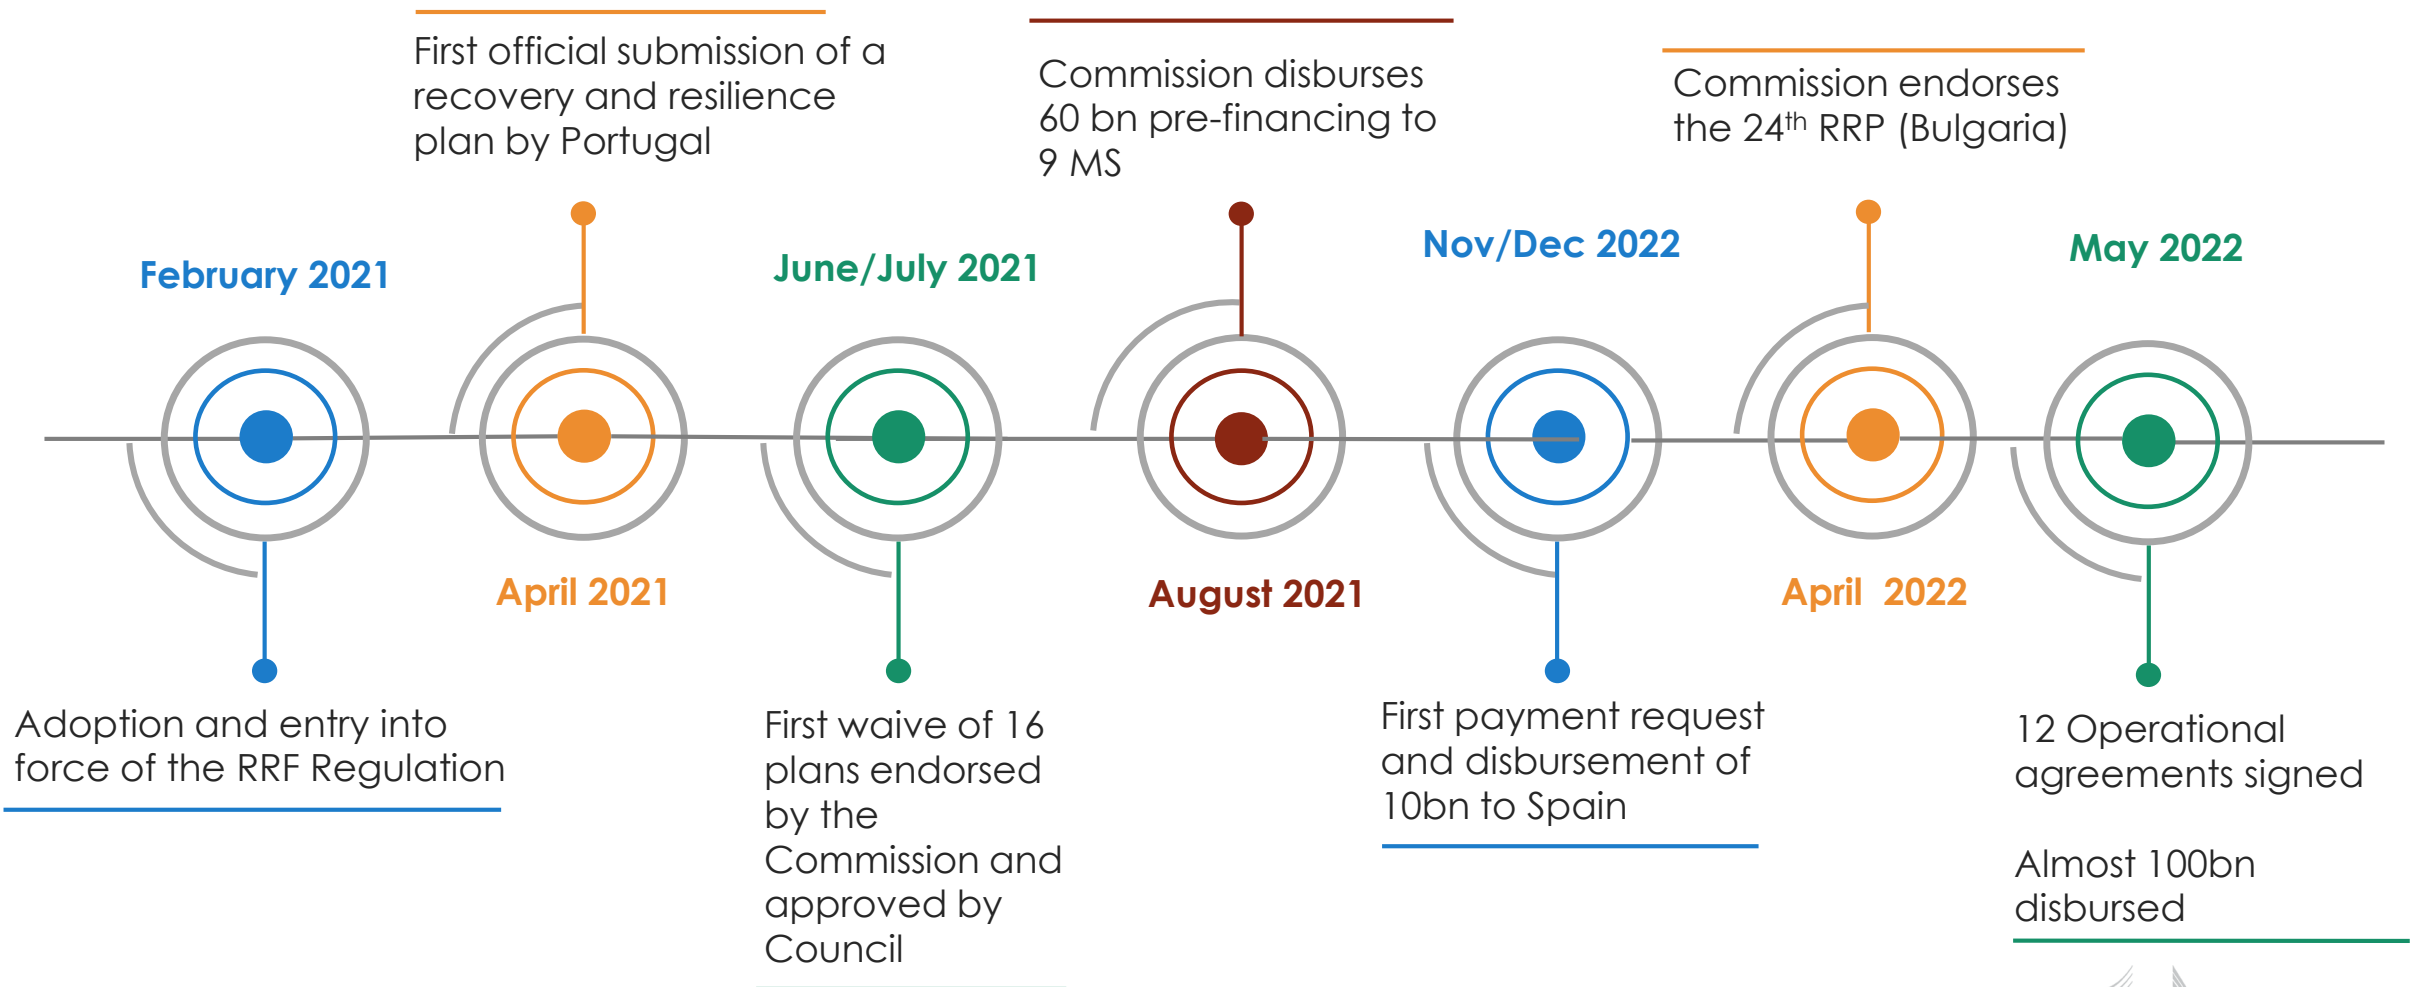 First official submission of a
recovery and resilience
plan by Portugal
Commission disburses
60 bn pre-financing to
9 MS
Commission endorses
the 24th RRP (Bulgaria)
February 2021
June/July 2021
Nov/Dec 2022
May 2022
April 2021
August 2021
April 2022
Adoption and entry into
force of the RRF Regulation
First waive of 16
plans endorsed
by the
Commission and
approved by
Council
First payment request
and disbursement of
10bn to Spain
12 Operational
agreements signed
Almost 100bn
disbursed